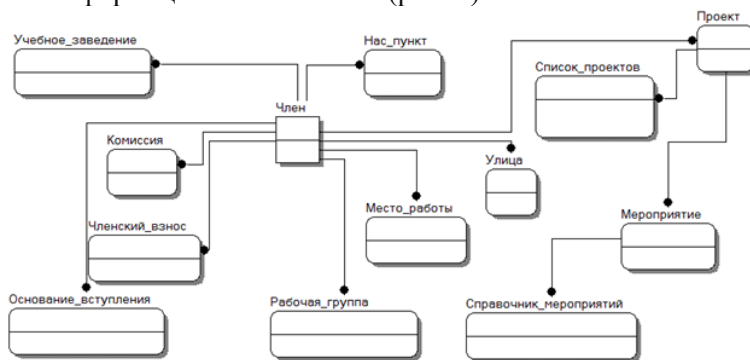 Проект
Учебное_заведение
Нас_пункт
Список_проектов
Член
Комиссия
Улица
Членский_взнос
Место_работы
Мероприятие
Основание_вступления
Рабочая_группа
Справочник_мероприятий